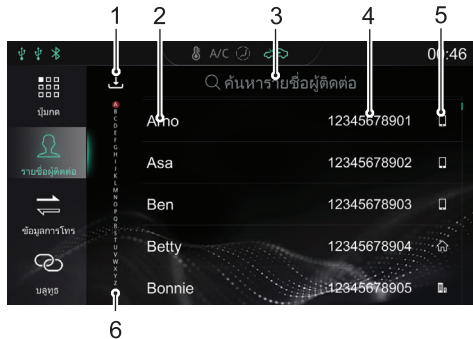 1 2 3 4 5
A/C 00:46
ค้นหารายชื่อผู้ติดต่อ
ปุ่มกด
รายชื่อผู้ติดต่อ
ข้อมูลการโทร
บลูทูธ
A
B
C
D
E
F
G
H
I
J
K
L
M
N
O
P
Q
R
S
T
U
V
W
X
Y
Z
Arno 12345678901
Asa 12345678902
Ben 12345678903
Betty 12345678904
Bonnie 12345678905
6